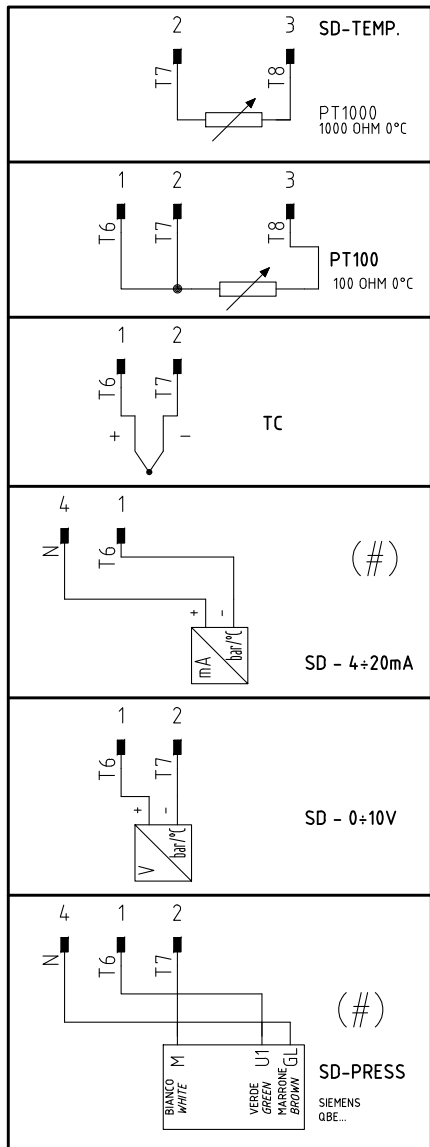 2 3 SD-TEMP.
T7 T8
PT1000
1000 OHM 0°C
1 2 3
T6 T7 T8
PT100
100 OHM 0°C
1 2
T6 T7
+ -
TC
4 1
N T6
(#)
+ -
mA bar/°C
SD - 4÷20mA
1 2
T6 T7
+ -
V bar/°C
SD - 0÷10V
4 1 2
N T6 T7
(#)
M U1 GL
BIANCO
WHITE
VERDE
GREEN
MARRONE
BROWN
SD-PRESS
SIEMENS
QBE...